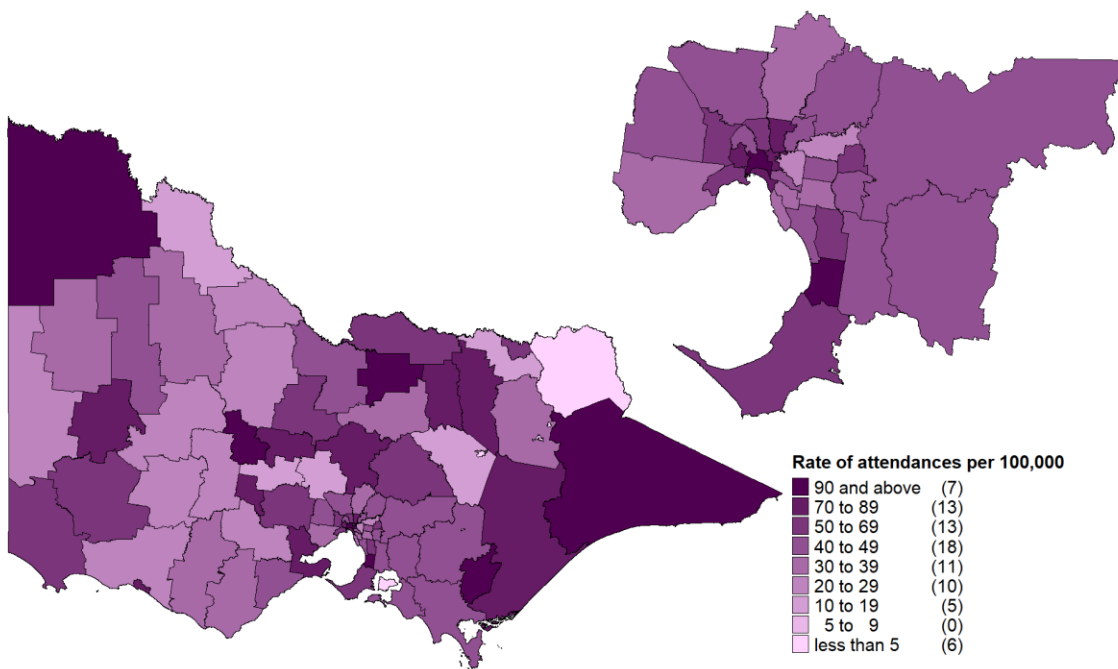 Rate of attendances per 100,000
90 and above (7)
70 to 89 (13)
50 to 69 (13)
40 to 49 (18)
30 to 39 (11)
20 to 29 (10)
10 to 19 (5)
5 to 9 (0)
less than 5 (6)